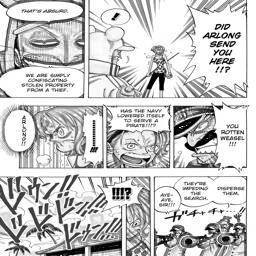 DID
ARLONG
SEND
YOU
HERE
!!?
THAT'S ABSURD.
WE ARE SIMPLY
CONFISCATING
STOLEN PROPERTY
FROM A THIEF.
YOU
ROTTEN
WEASEL
!!!
HAS THE NAVY
LOWERED ITSELF
TO SERVE A
PIRATE!!?
!
ARLONG!!
DISPERSE
THEM.
THEY'RE
IMPEDING
THE
SEARCH.
AYE-
AYE,
SIR!!!
!!!?